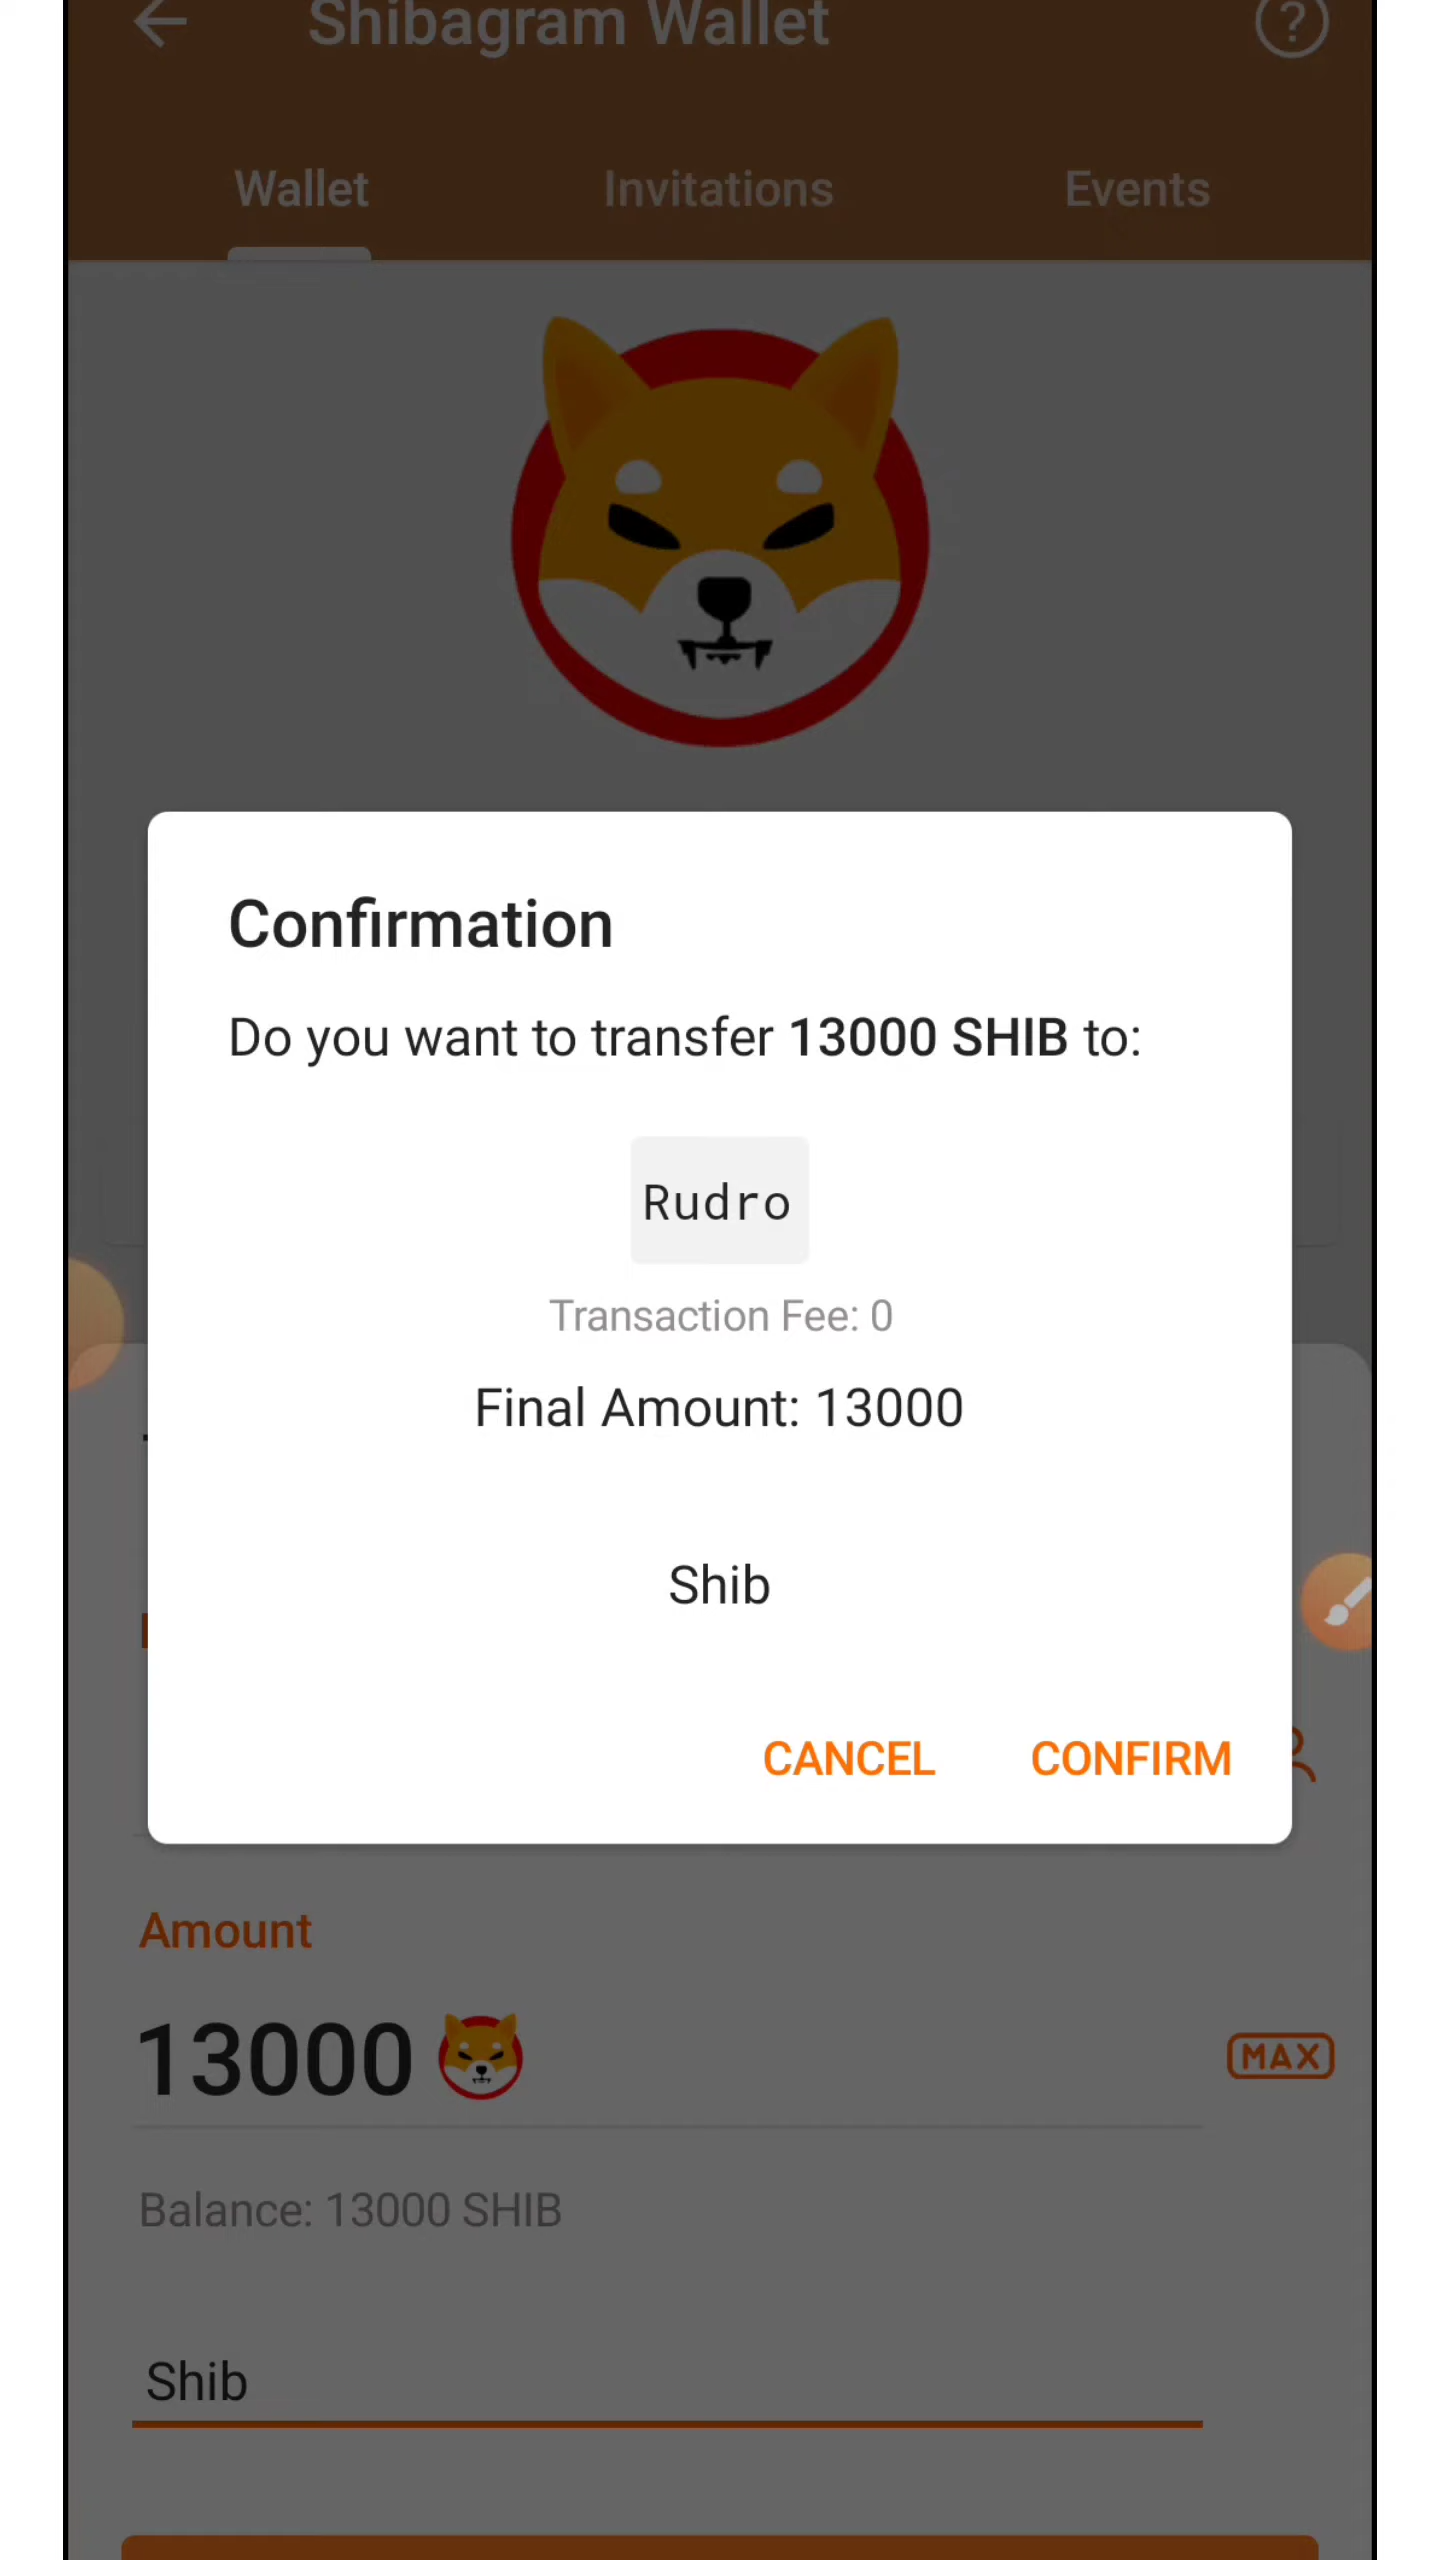 Shibagram Wallet
?
Wallet Invitations Events
Confirmation
Do you want to transfer 13000 SHIB to:
Rudro
Transaction Fee: 0
Final Amount: 13000
Shib
CANCEL CONFIRM
Amount
13000
MAX
Balance: 13000 SHIB
Shib